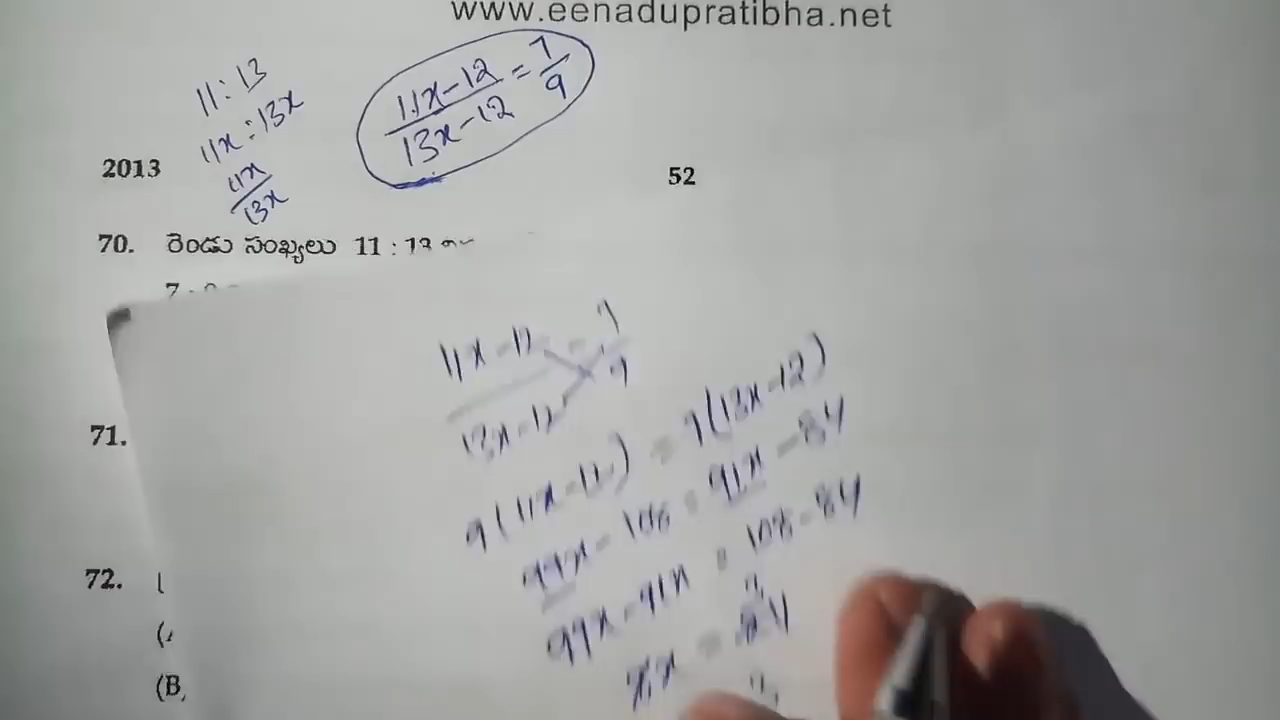 www.eenadupratibha.net
11 : 13
11x : 13x
11x
13x
11x - 12 = 7
13x - 12 9
2013
52
70. రెండు సంఖ్యలు 11 : 13
71.
72.
(B)
11x - 12 = 7
13x - 12 9
9(11x - 12) = 7(13x - 12)
99x - 108 = 91x - 84
99x - 91x = 108 - 84
8x = 24